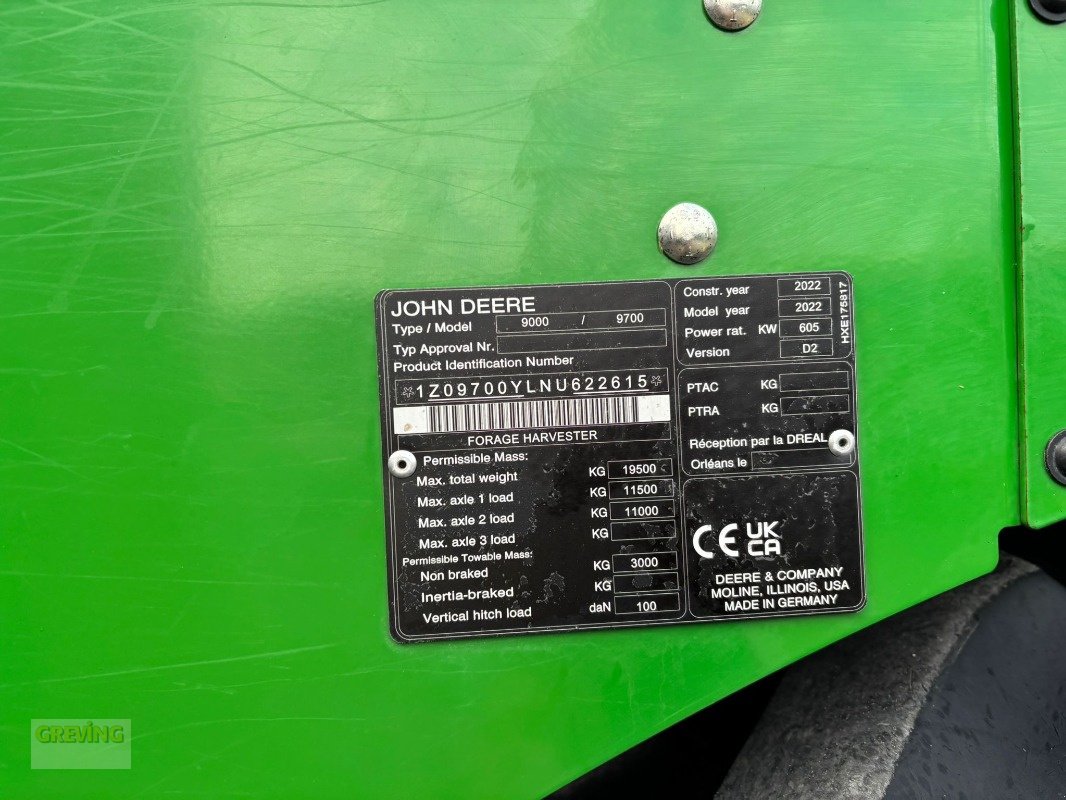 JOHN DEERE
Type / Model 9000 / 9700
Typ Approval Nr.
Product Identification Number
*1Z09700YLNU622615*
FORAGE HARVESTER
Permissible Mass:
Max. total weight KG 19500
Max. axle 1 load KG 11500
Max. axle 2 load KG 11000
Max. axle 3 load KG
Permissible Towable Mass:
Non braked KG 3000
Inertia-braked KG
Vertical hitch load daN 100
Constr. year 2022
Model year 2022
Power rat. KW 605
Version D2
HXE175817
PTAC KG
PTRA KG
Réception par la DREAL
Orléans le
CE UK
CA
DEERE & COMPANY
MOLINE, ILLINOIS, USA
MADE IN GERMANY
GREVING